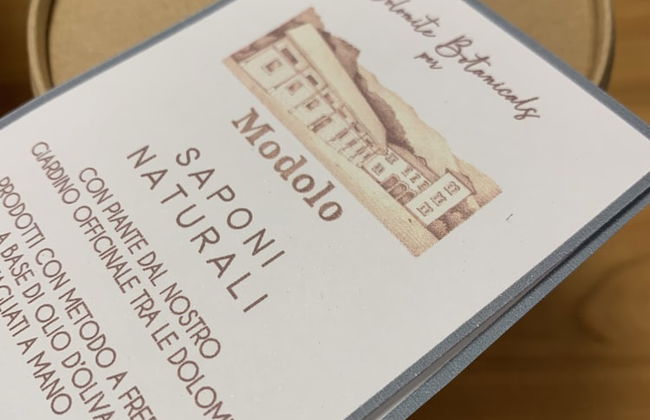 Dolomite Botanicals
per
Modolo
SAPONI
NATURALI
CON PIANTE DAL NOSTRO
GIARDINO OFFICINALE TRA LE DOLOM
PRODOTTI CON METODO A FRE
A BASE DI OLIO D'OLIVA
TAGLIATI A MANO